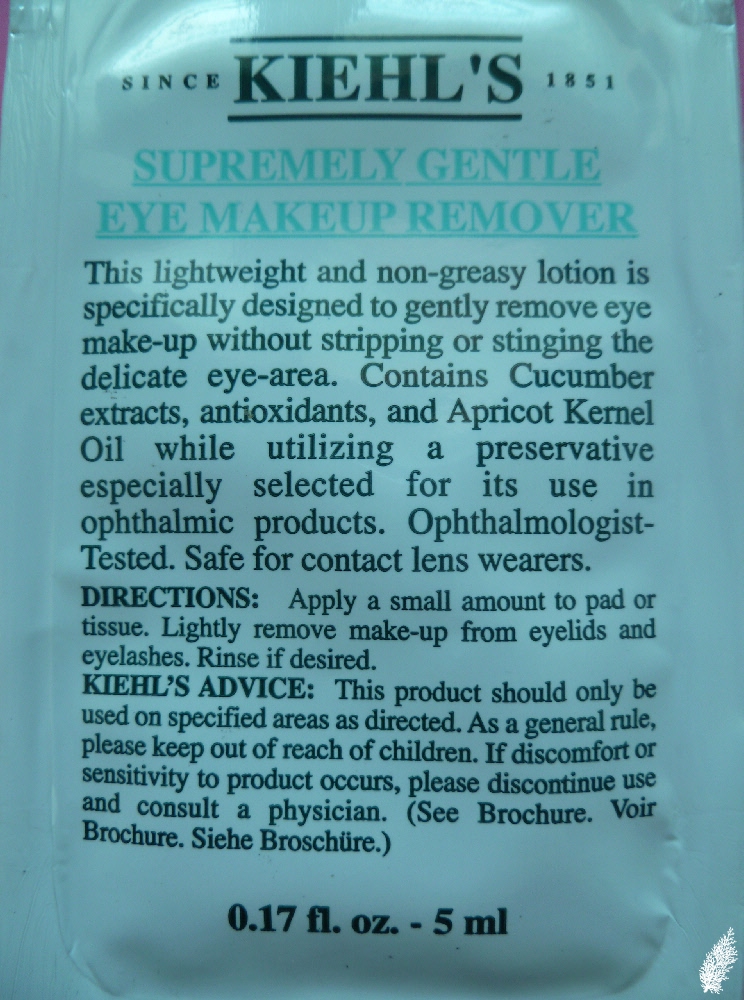 SINCE KIEHL'S 1851
SUPREMELY GENTLE
EYE MAKEUP REMOVER
This lightweight and non-greasy lotion is
specifically designed to gently remove eye
make-up without stripping or stinging the
delicate eye-area. Contains Cucumber
extracts, antioxidants, and Apricot Kernel
Oil while utilizing a preservative
especially selected for its use in
ophthalmic products. Ophthalmologist-
Tested. Safe for contact lens wearers.
DIRECTIONS: Apply a small amount to pad or
tissue. Lightly remove make-up from eyelids and
eyelashes. Rinse if desired.
KIEHL'S ADVICE: This product should only be
used on specified areas as directed. As a general rule,
please keep out of reach of children. If discomfort or
sensitivity to product occurs, please discontinue use
and consult a physician. (See Brochure. Voir
Brochure. Siehe Broschüre.)
0.17 fl. oz. - 5 ml